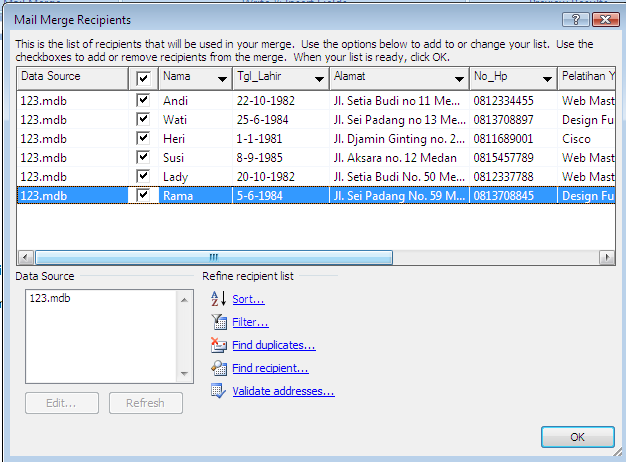 Mail Merge Recipients
This is the list of recipients that will be used in your merge. Use the options below to add to or change your list. Use the
checkboxes to add or remove recipients from the merge. When your list is ready, click OK.
Data Source Nama Tgl_Lahir Alamat No_Hp Pelatihan Y
123.mdb Andi 22-10-1982 Jl. Setia Budi no 11 Me... 0812334455 Web Mast
123.mdb Wati 25-6-1984 Jl. Sei Padang no 13 Me... 0813708897 Design Fu
123.mdb Heri 1-1-1981 Jl. Djamin Ginting no. 2... 0811689001 Cisco
123.mdb Susi 8-9-1985 Jl. Aksara no. 12 Medan 0815457789 Web Mast
123.mdb Lady 20-10-1982 Jl. Setia Budi No. 50 Me... 0812337788 Web Mast
123.mdb Rama 5-6-1984 Jl. Sei Padang No. 59 M... 0813708845 Design Fu
Data Source Refine recipient list
123.mdb
Sort...
Filter...
Find duplicates...
Find recipient...
Validate addresses...
Edit... Refresh
OK